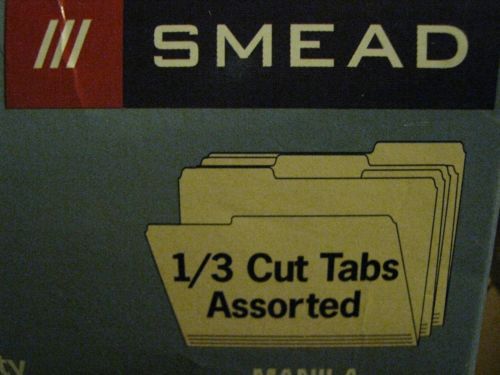 SMEAD
1/3 Cut Tabs
Assorted